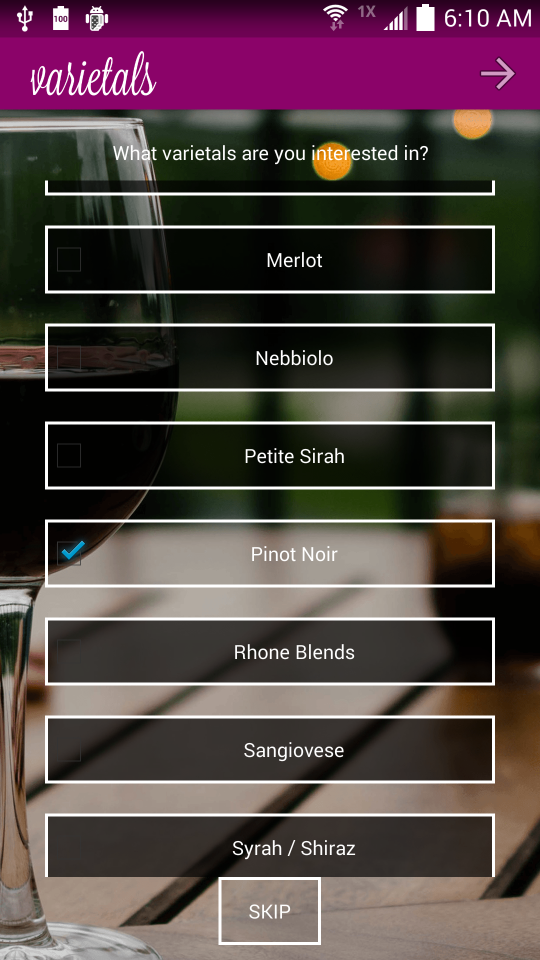 100
1X
6:10 AM
varietals
What varietals are you interested in?
Merlot
Nebbiolo
Petite Sirah
Pinot Noir
Rhone Blends
Sangiovese
Syrah / Shiraz
SKIP